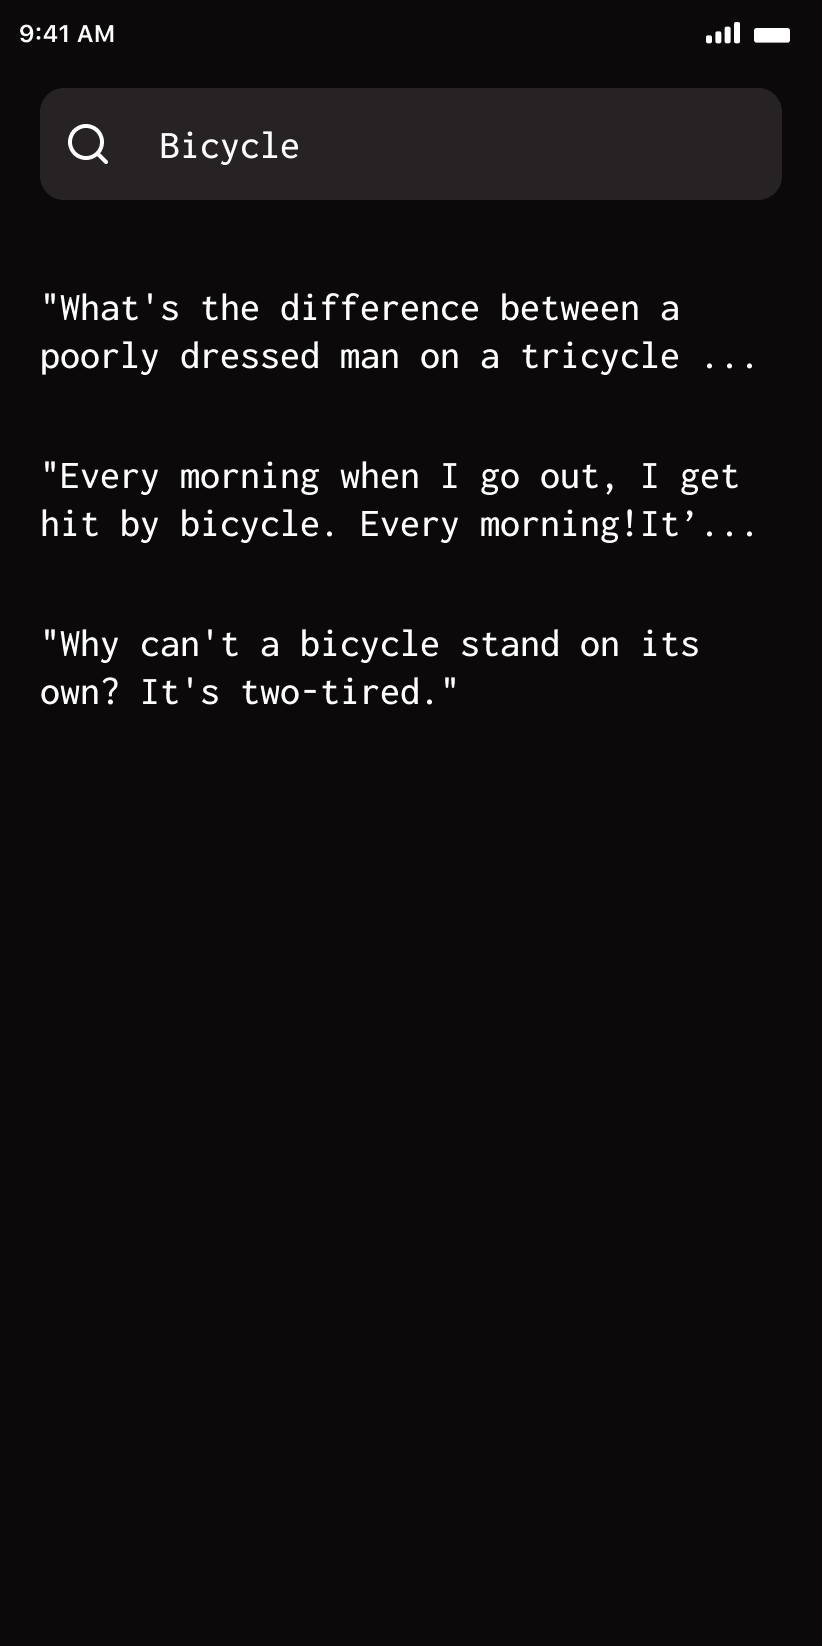 9:41 AM
Bicycle
"What's the difference between a
poorly dressed man on a tricycle ...
"Every morning when I go out, I get
hit by bicycle. Every morning!It’...
"Why can't a bicycle stand on its
own? It's two-tired."